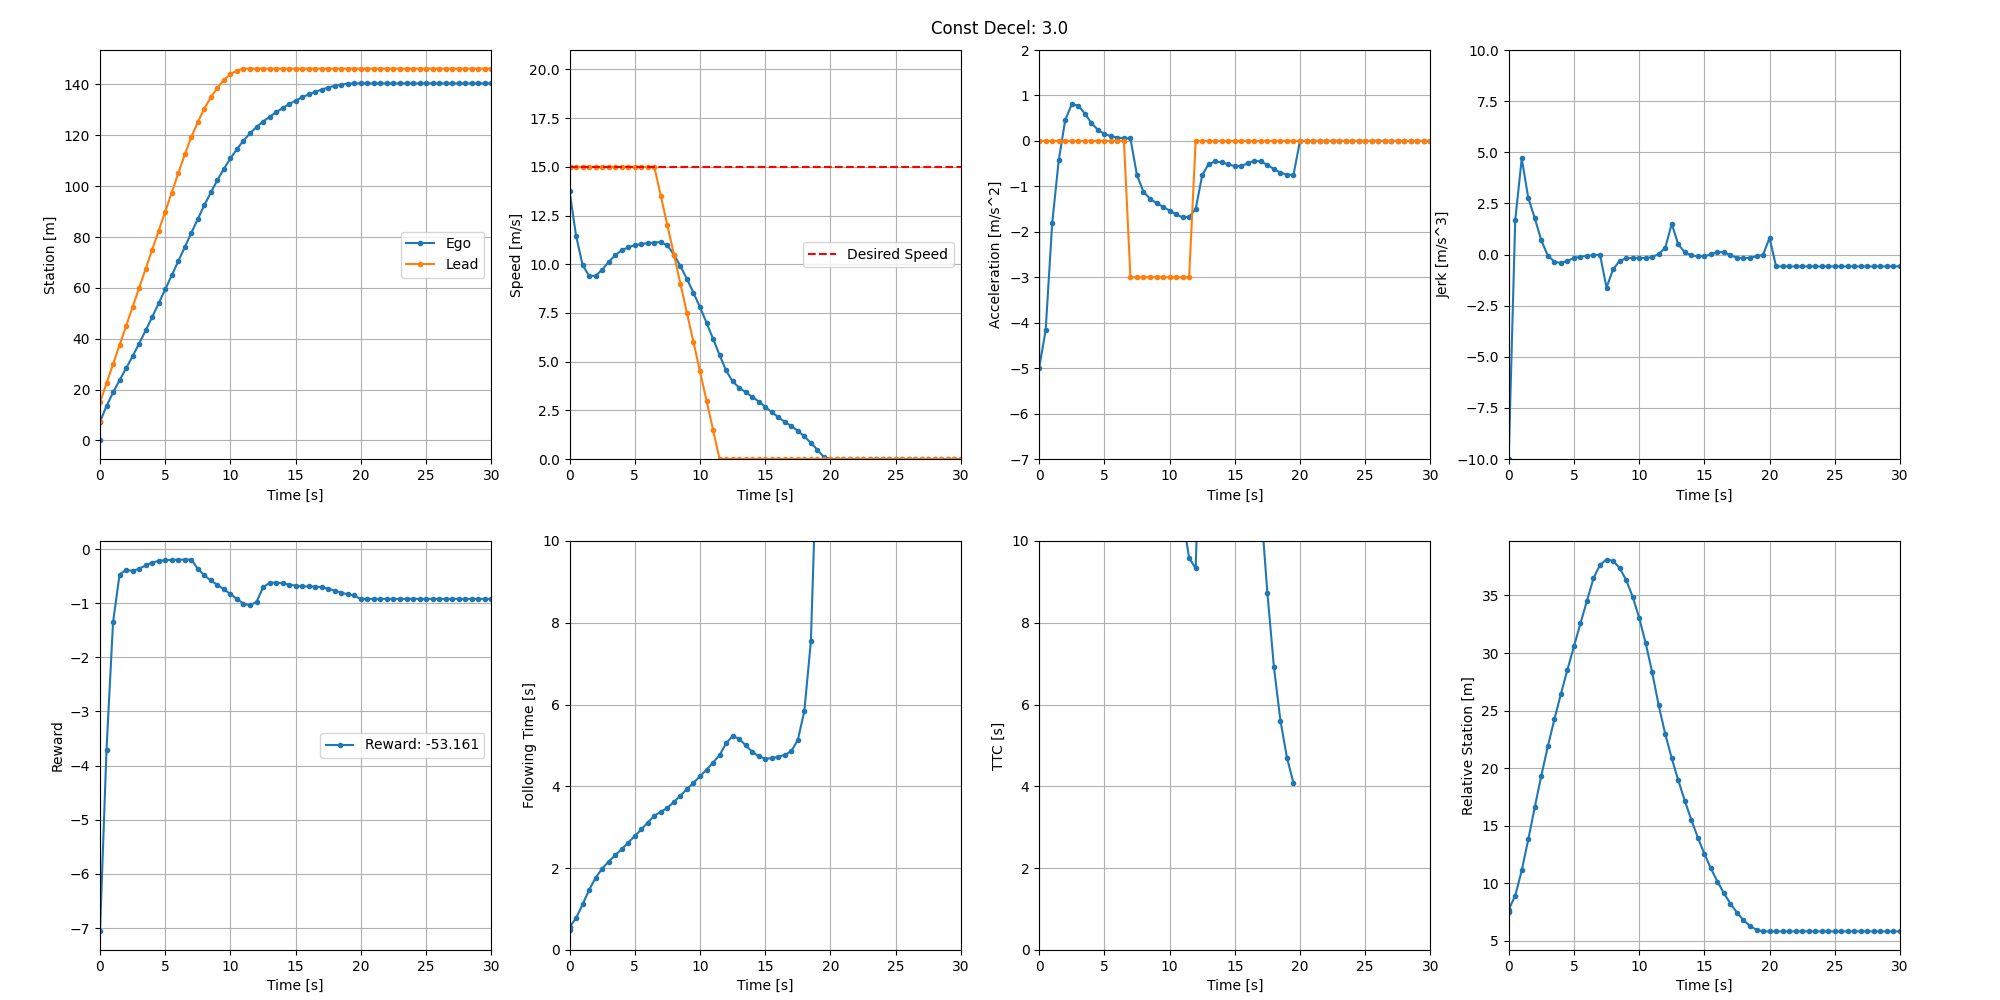 Const Decel: 3.0
Station [m]
140
120
100
80
60
40
20
0
Ego
Lead
0 5 10 15 20 25 30
Time [s]
Speed [m/s]
20.0
17.5
15.0
12.5
10.0
7.5
5.0
2.5
0.0
Desired Speed
0 5 10 15 20 25 30
Time [s]
Acceleration [m/s^2]
2
1
0
−1
−2
−3
−4
−5
−6
−7
0 5 10 15 20 25 30
Time [s]
Jerk [m/s^3]
10.0
7.5
5.0
2.5
0.0
−2.5
−5.0
−7.5
−10.0
0 5 10 15 20 25 30
Time [s]
Reward
0
−1
−2
−3
−4
−5
−6
−7
Reward: -53.161
0 5 10 15 20 25 30
Time [s]
Following Time [s]
10
8
6
4
2
0
0 5 10 15 20 25 30
Time [s]
TTC [s]
10
8
6
4
2
0
0 5 10 15 20 25 30
Time [s]
Relative Station [m]
35
30
25
20
15
10
5
0 5 10 15 20 25 30
Time [s]